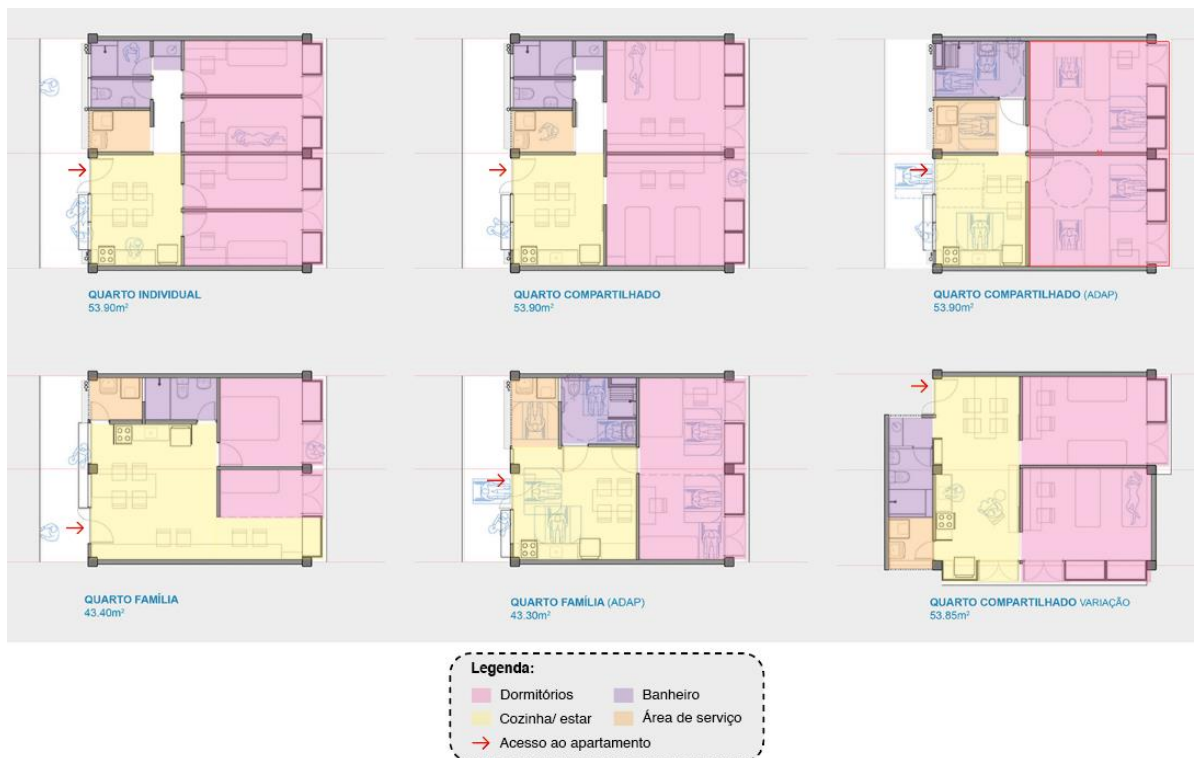 QUARTO INDIVIDUAL
53.90m²
QUARTO COMPARTILHADO
53.90m²
QUARTO COMPARTILHADO (ADAP)
53.90m²
QUARTO FAMÍLIA
43.40m²
QUARTO FAMÍLIA (ADAP)
43.30m²
QUARTO COMPARTILHADO VARIAÇÃO
53.85m²
Legenda:
Dormitórios
Banheiro
Cozinha/ estar
Área de serviço
Acesso ao apartamento